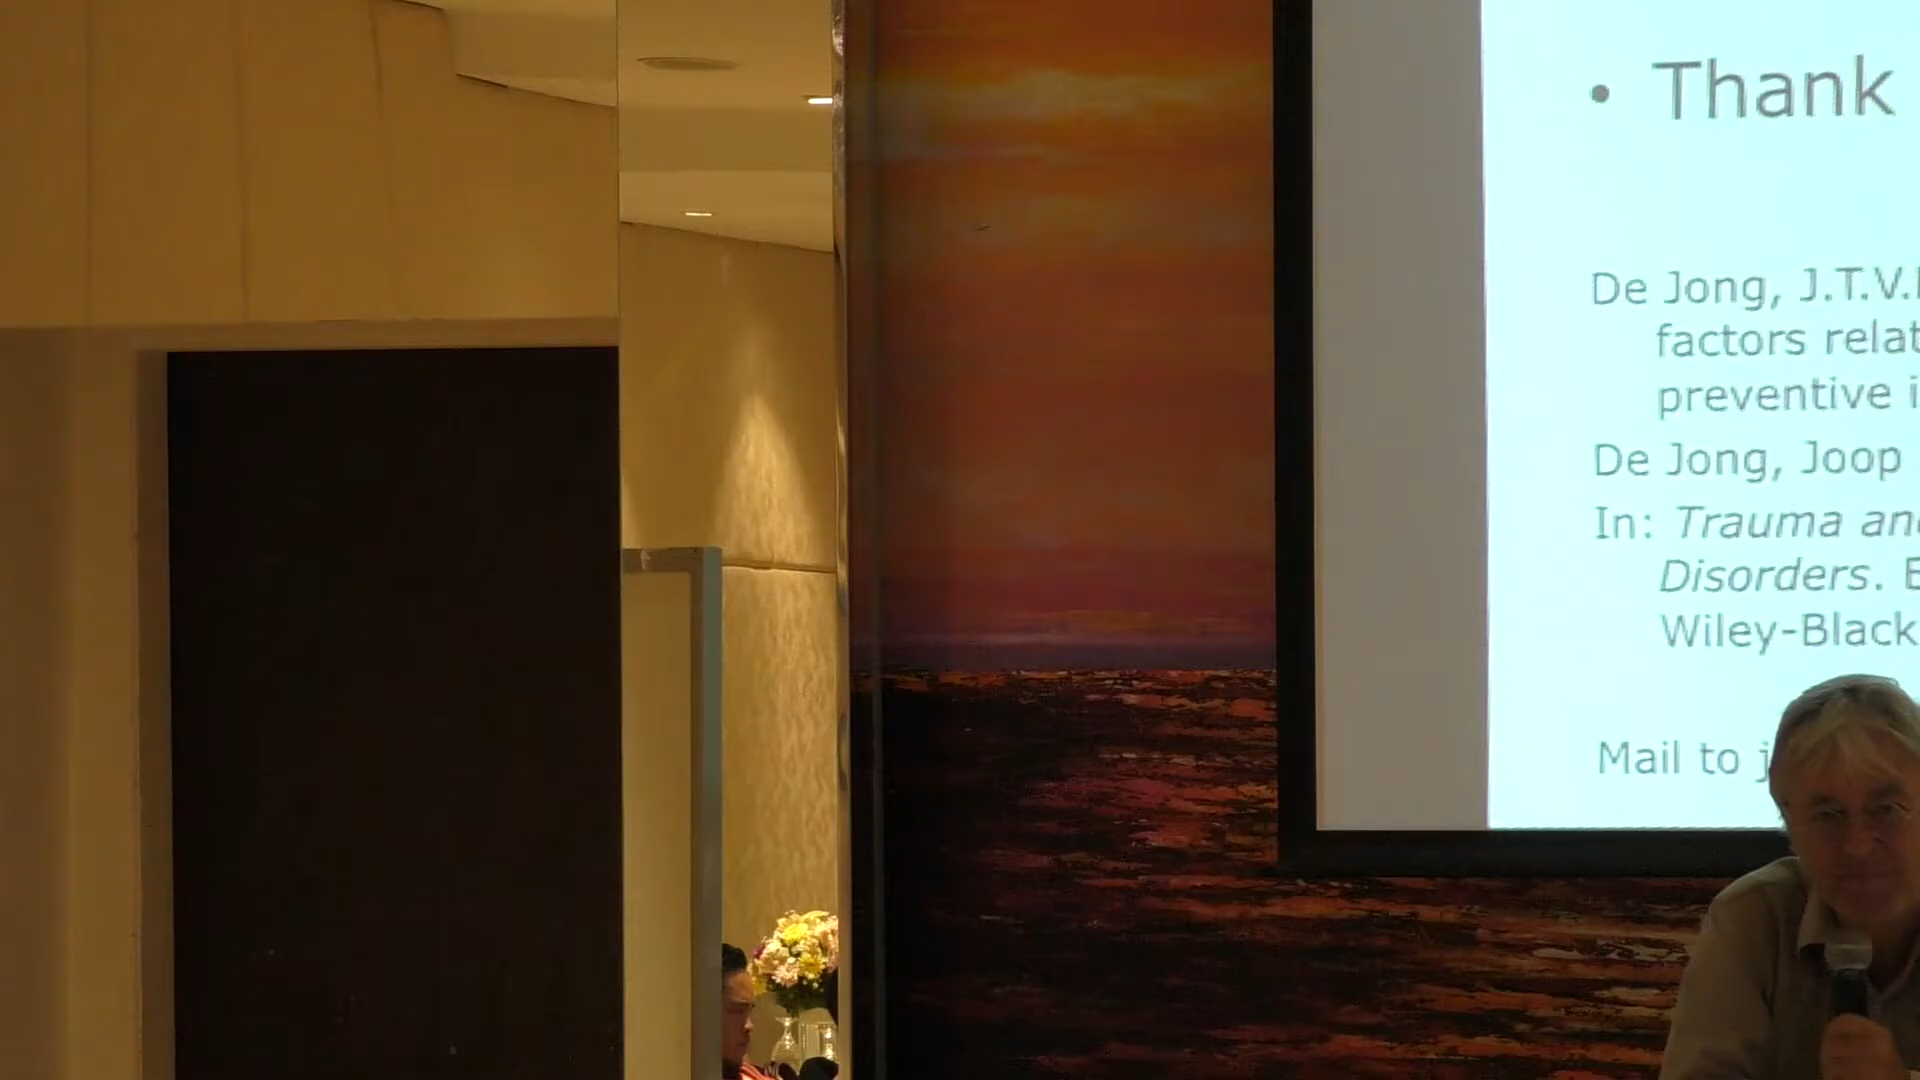 • Thank
De Jong, J.T.V.
factors relat
preventive i
De Jong, Joop
In: Trauma and
Disorders. E
Wiley-Black
Mail to j